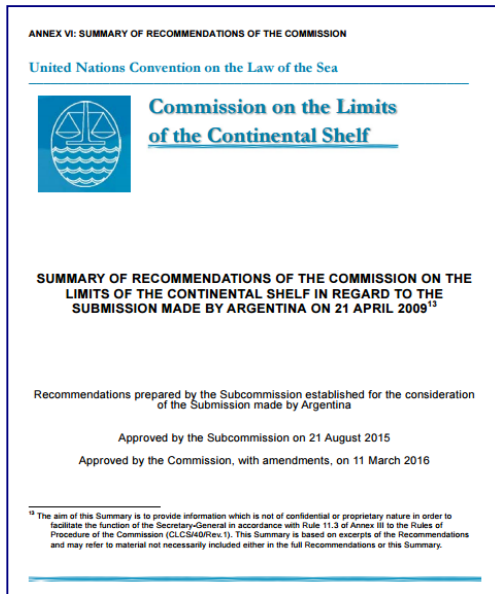 ANNEX VI: SUMMARY OF RECOMMENDATIONS OF THE COMMISSION
United Nations Convention on the Law of the Sea
Commission on the Limits
of the Continental Shelf
SUMMARY OF RECOMMENDATIONS OF THE COMMISSION ON THE
LIMITS OF THE CONTINENTAL SHELF IN REGARD TO THE
SUBMISSION MADE BY ARGENTINA ON 21 APRIL 2009¹³
Recommendations prepared by the Subcommission established for the consideration
of the Submission made by Argentina
Approved by the Subcommission on 21 August 2015
Approved by the Commission, with amendments, on 11 March 2016
¹³ The aim of this Summary is to provide information which is not of confidential or proprietary nature in order to
facilitate the function of the Secretary-General in accordance with Rule 11.3 of Annex III to the Rules of
Procedure of the Commission (CLCS/40/Rev.1). This Summary is based on excerpts of the Recommendations
and may refer to material not necessarily included either in the full Recommendations or this Summary.